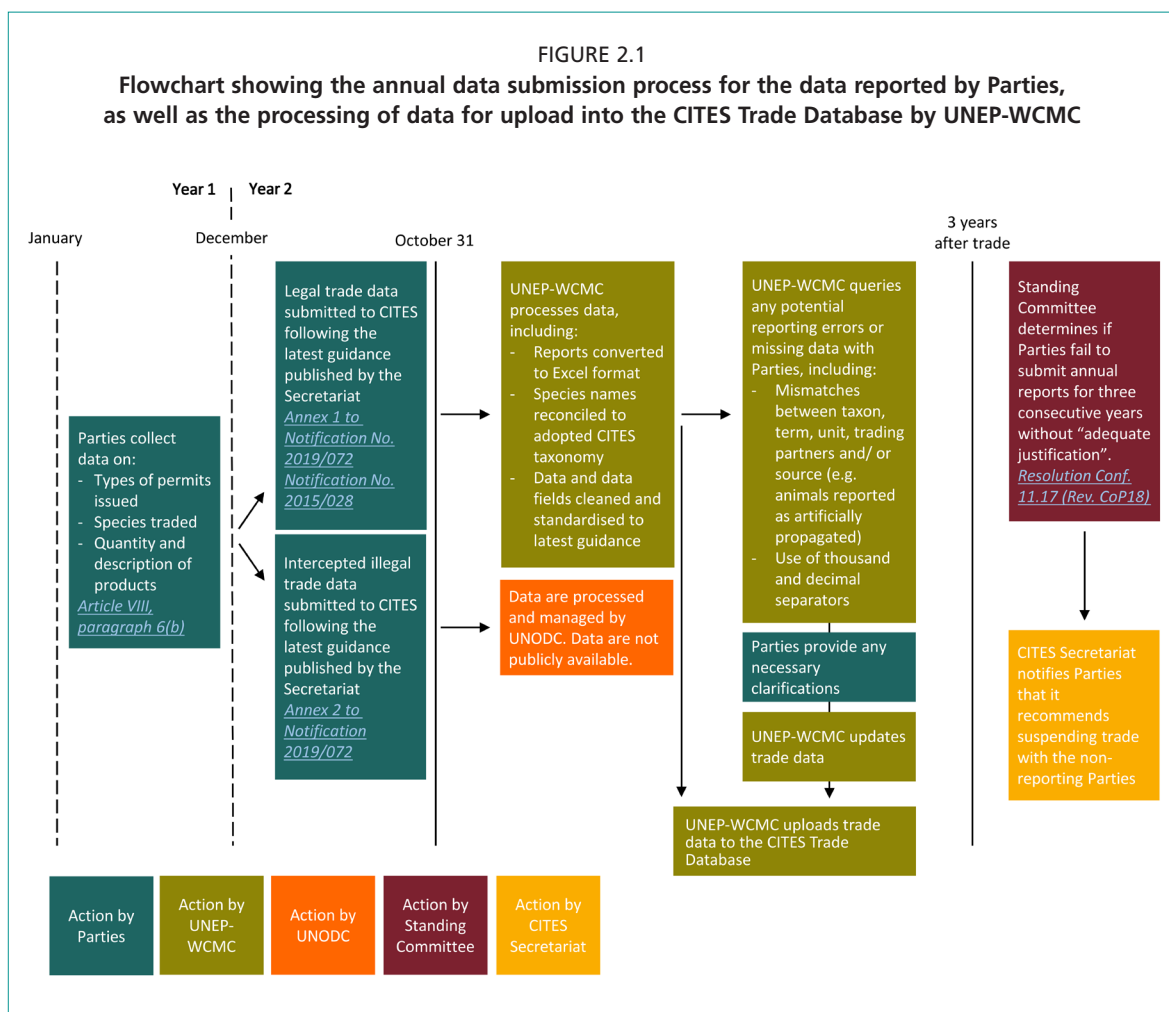 FIGURE 2.1
Flowchart showing the annual data submission process for the data reported by Parties,
as well as the processing of data for upload into the CITES Trade Database by UNEP-WCMC
Year 1
Year 2
January
December
October 31
3 years
after trade
Parties collect
data on:
- Types of permits
issued
- Species traded
- Quantity and
description of
products
Article VIII,
paragraph 6(b)
Legal trade data
submitted to CITES
following the
latest guidance
published by the
Secretariat
Annex 1 to
Notification No.
2019/072
Notification No.
2015/028
Intercepted illegal
trade data
submitted to CITES
following the
latest guidance
published by the
Secretariat
Annex 2 to
Notification
2019/072
UNEP-WCMC
processes data,
including:
- Reports converted
to Excel format
- Species names
reconciled to
adopted CITES
taxonomy
- Data and data
fields cleaned and
standardised to
latest guidance
Data are processed
and managed by
UNODC. Data are not
publicly available.
UNEP-WCMC queries
any potential
reporting errors or
missing data with
Parties, including:
- Mismatches
between taxon,
term, unit, trading
partners and/ or
source (e.g.
animals reported
as artificially
propagated)
- Use of thousand
and decimal
separators
Parties provide any
necessary
clarifications
UNEP-WCMC updates
trade data
UNEP-WCMC uploads trade
data to the CITES Trade
Database
Standing
Committee
determines if
Parties fail to
submit annual
reports for three
consecutive years
without “adequate
justification”.
Resolution Conf.
11.17 (Rev. CoP18)
CITES Secretariat
notifies Parties
that it
recommends
suspending trade
with the non-
reporting Parties
Action by
Parties
Action by
UNEP-
WCMC
Action by
UNODC
Action by
Standing
Committee
Action by
CITES
Secretariat